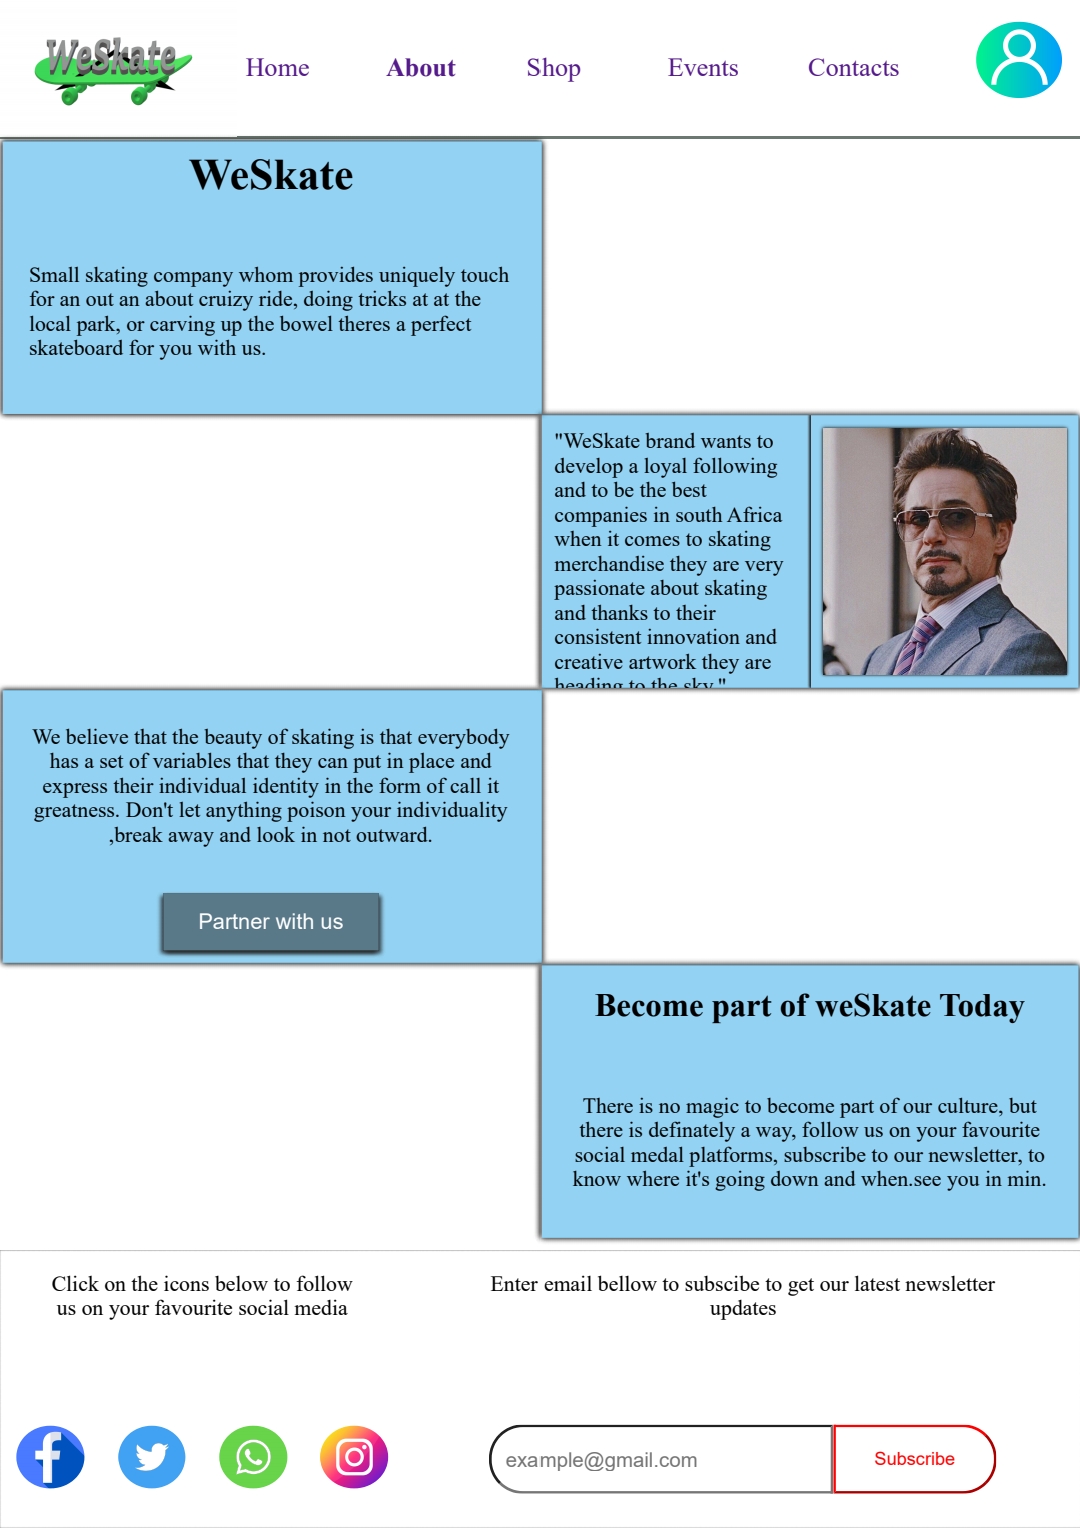 WeSkate
Home
About
Shop
Events
Contacts
WeSkate
Small skating company whom provides uniquely touch
for an out an about cruizy ride, doing tricks at at the
local park, or carving up the bowel theres a perfect
skateboard for you with us.
"WeSkate brand wants to
develop a loyal following
and to be the best
companies in south Africa
when it comes to skating
merchandise they are very
passionate about skating
and thanks to their
consistent innovation and
creative artwork they are
heading to the sky."
We believe that the beauty of skating is that everybody
has a set of variables that they can put in place and
express their individual identity in the form of call it
greatness. Don't let anything poison your individuality
,break away and look in not outward.
Partner with us
Become part of weSkate Today
There is no magic to become part of our culture, but
there is definately a way, follow us on your favourite
social medal platforms, subscribe to our newsletter, to
know where it's going down and when.see you in min.
Click on the icons below to follow
us on your favourite social media
Enter email bellow to subscibe to get our latest newsletter
updates
example@gmail.com
Subscribe